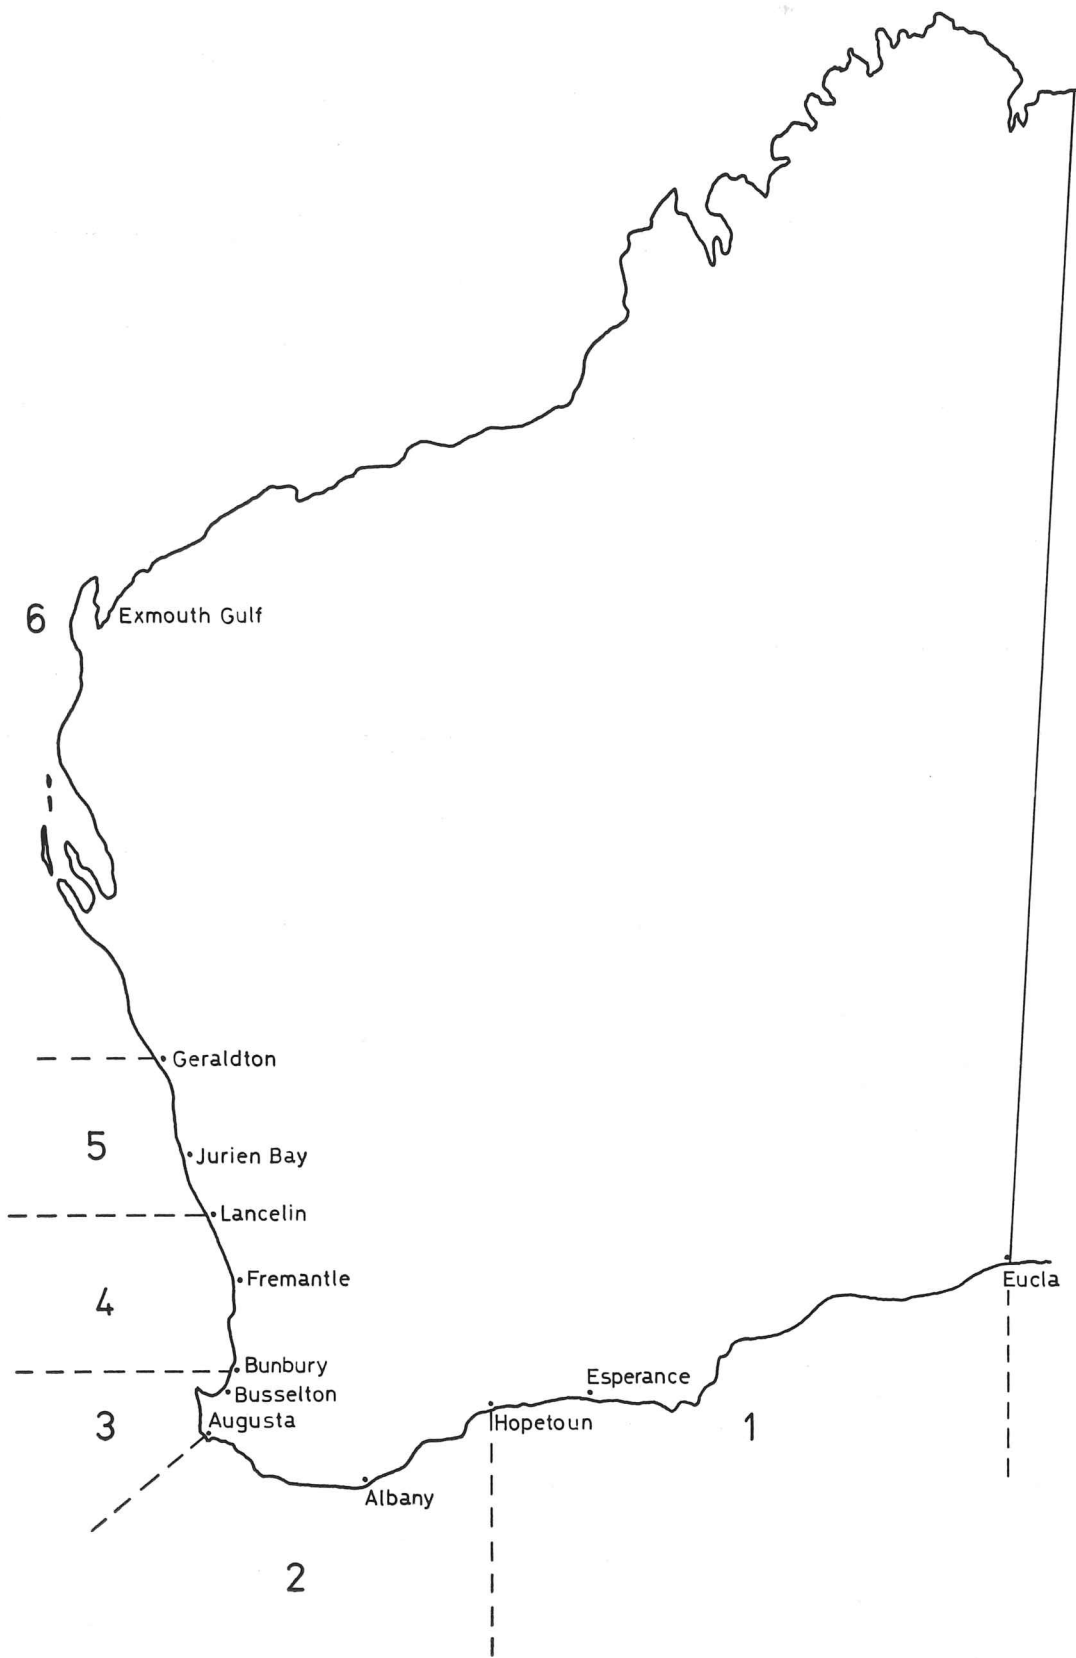 6
Exmouth Gulf
Geraldton
5
Jurien Bay
Lancelin
Fremantle
4
Eucla
Bunbury
Esperance
Busselton
3
Augusta
Hopetoun
1
Albany
2